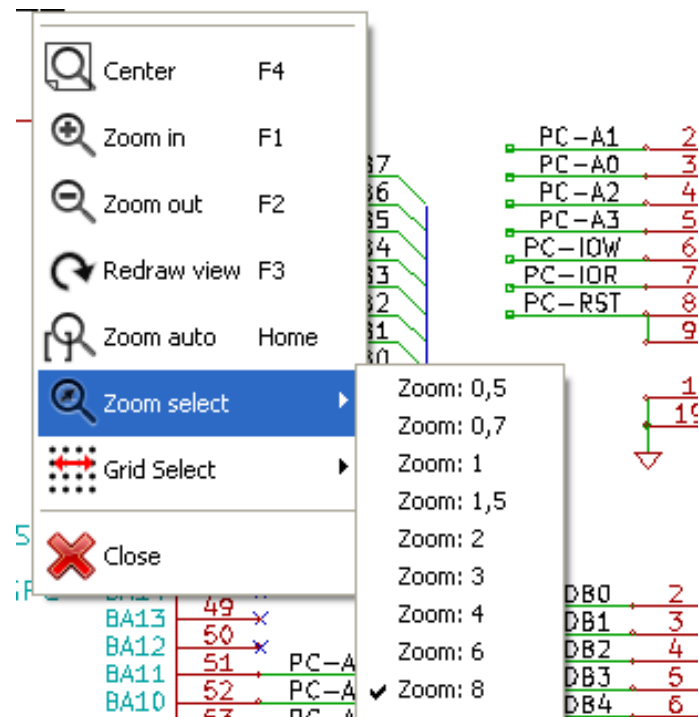 Center F4
Zoom in F1
Zoom out F2
Redraw view F3
Zoom auto Home
Zoom select
Grid Select
Close
Zoom: 0,5
Zoom: 0,7
Zoom: 1
Zoom: 1,5
Zoom: 2
Zoom: 3
Zoom: 4
Zoom: 6
Zoom: 8
PC-A1 2
PC-A0 3
PC-A2 4
PC-A3 5
PC-IOW 6
PC-IOR 7
PC-RST 8
9
19
BA13 49
BA12 50
BA11 51 PC-A
BA10 52 PC-A
DB0 2
DB1 3
DB2 4
DB3 5
DB4 6